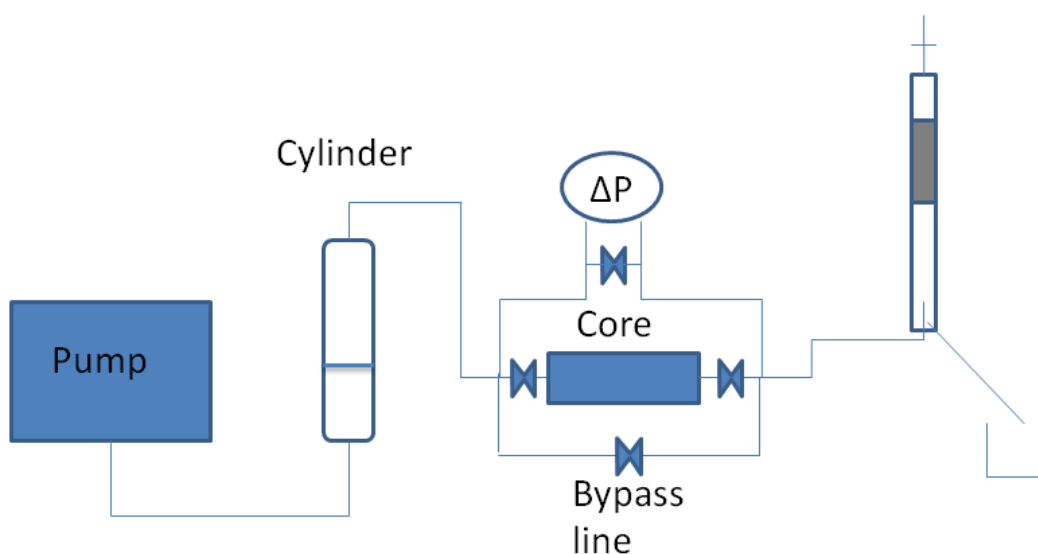 Cylinder
ΔP
Core
Pump
Bypass
line